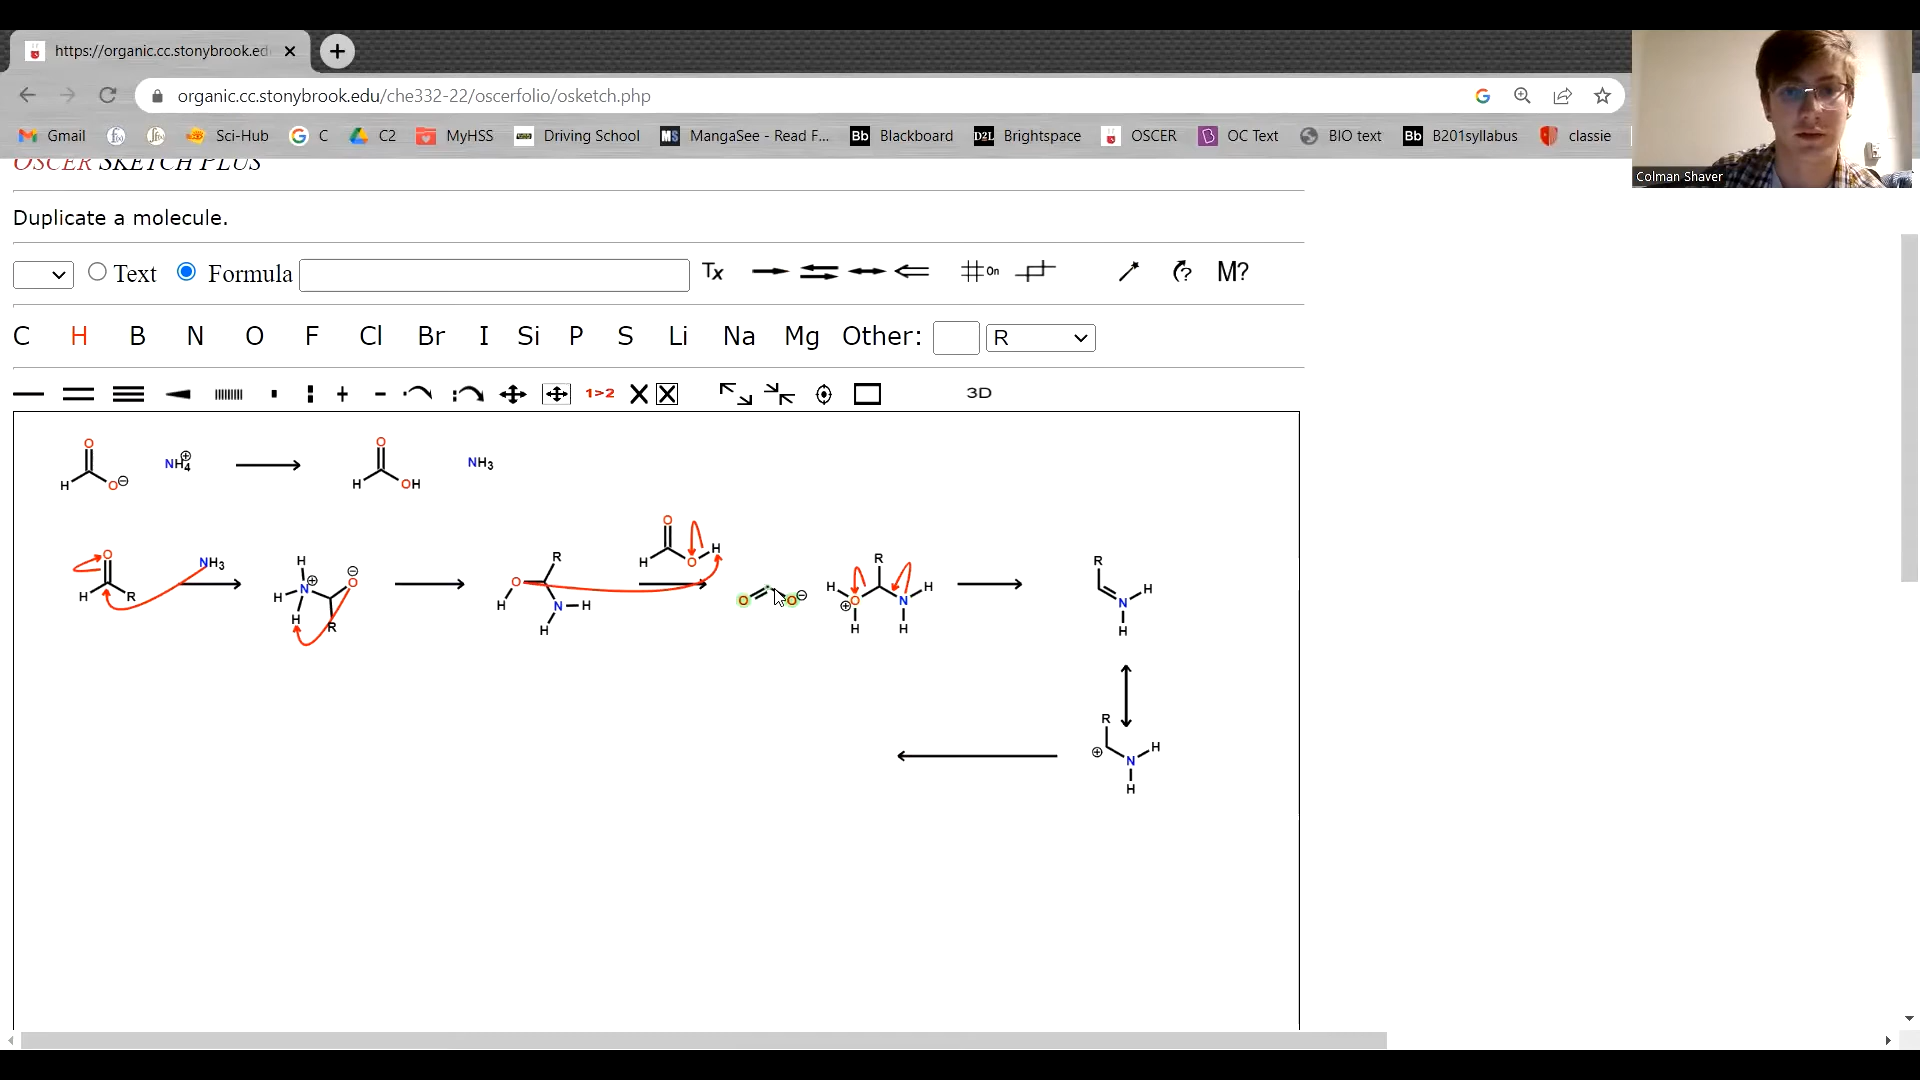 https://organic.cc.stonybrook.ed
organic.cc.stonybrook.edu/che332-22/oscerfolio/osketch.php
Gmail Sci-Hub C C2 MyHSS Driving School MangaSee - Read F... Blackboard Brightspace OSCER OC Text BIO text B201syllabus classie
Colman Shaver
OSCER SKETCH PLUS
Duplicate a molecule.
Text Formula Tx On M?
C H B N O F Cl Br I Si P S Li Na Mg Other: R
1>2 3D
O H O⊖ NH4⊕ O H OH NH3
O H R NH3
H H N⊕ H O⊖ R
R O H N H H
O H O H
O O⊖
R H O⊕ H N H H
R N H H
R ⊕ N H H